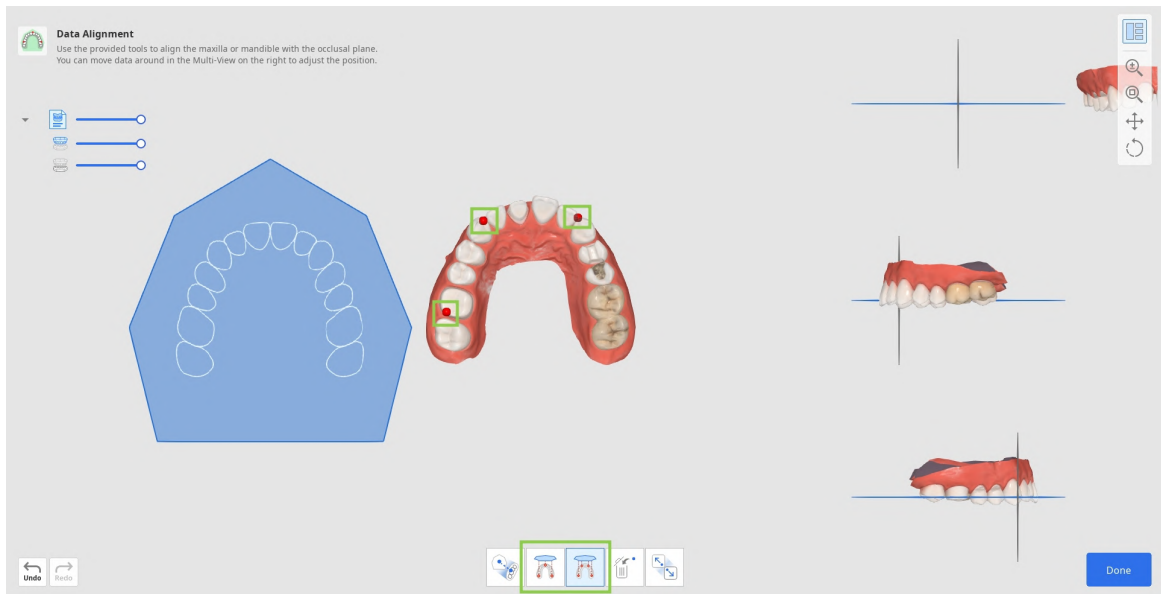 Data Alignment
Use the provided tools to align the maxilla or mandible with the occlusal plane.
You can move data around in the Multi-View on the right to adjust the position.
Undo
Redo
Done